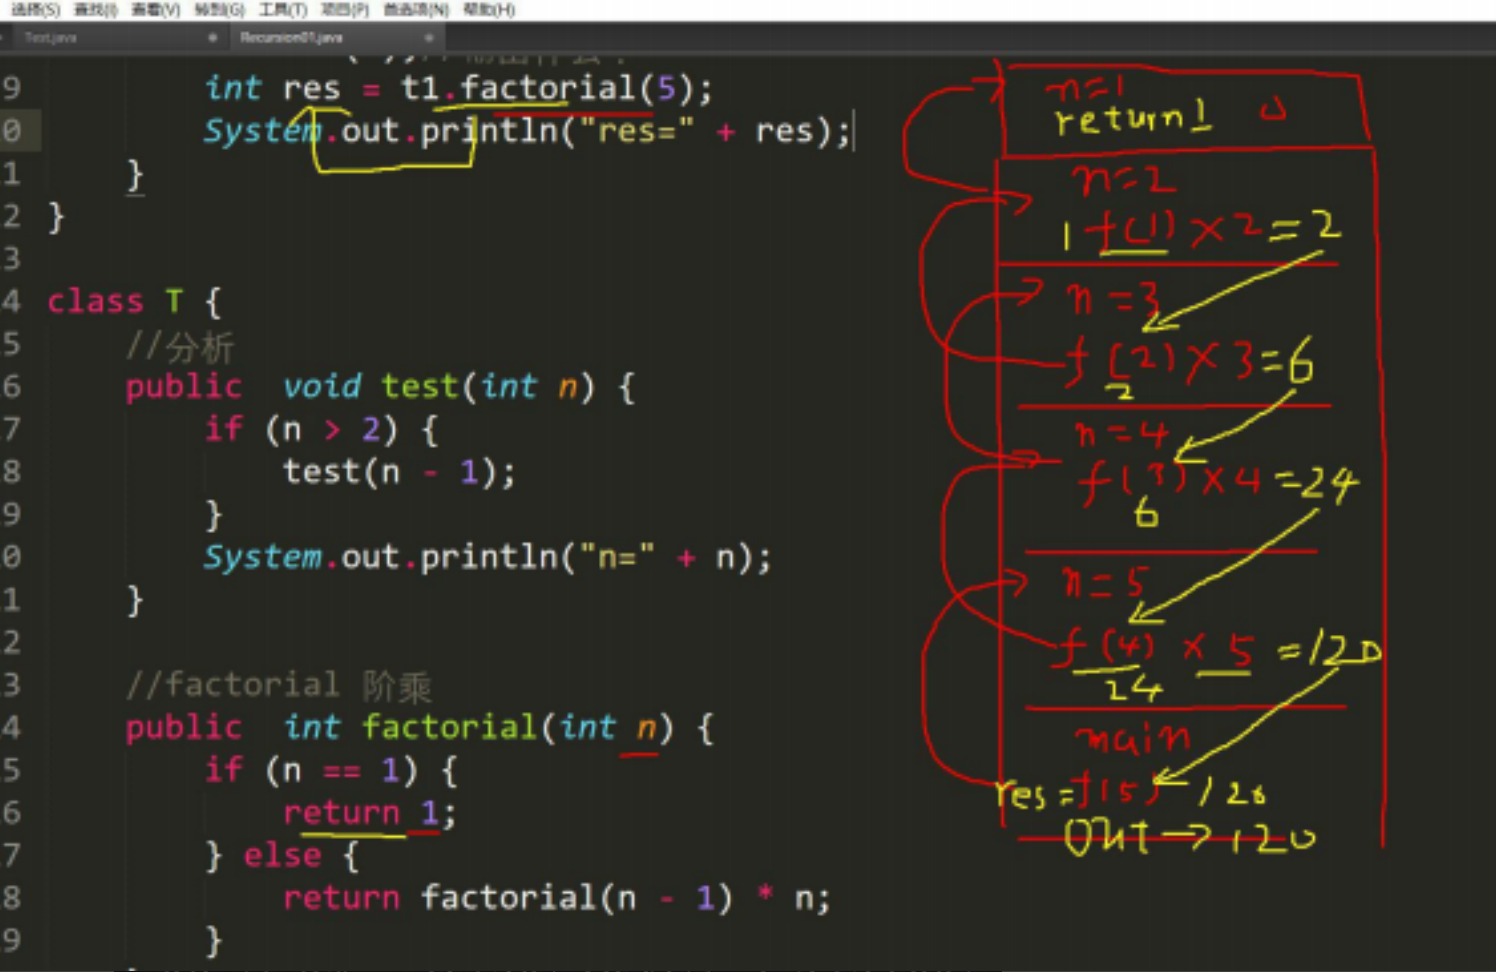 选择(S) 查找(I) 查看(V) 转到(G) 工具(T) 项目(P) 首选项(N) 帮助(H)
Test.java
Recursion01.java
9 int res = t1.factorial(5);
0 System.out.println("res=" + res);
1 }
2 }
3
4 class T {
5 //分析
6 public void test(int n) {
7 if (n > 2) {
8 test(n - 1);
9 }
0 System.out.println("n=" + n);
1 }
2
3 //factorial 阶乘
4 public int factorial(int n) {
5 if (n == 1) {
6 return 1;
7 } else {
8 return factorial(n - 1) * n;
9 }
n=1
return 1
n=2
1 f(1) × 2 = 2
n=3
f(2) × 3 = 6
2
n=4
f(3) × 4 = 24
6
n=5
f(4) × 5 = 120
24
main
res = f(5) 120
out → 120